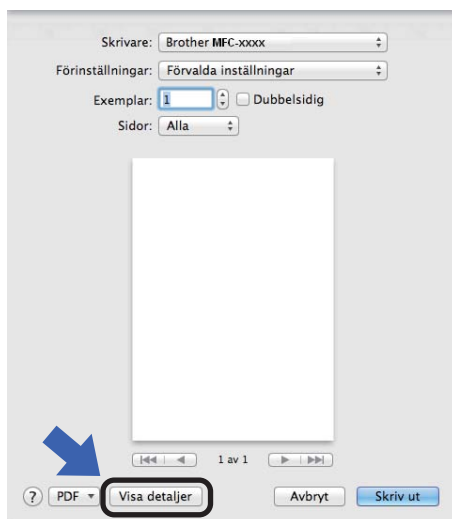 Skrivare: Brother MFC-xxxx
Förinställningar: Förvalda inställningar
Exemplar: 1 Dubbelsidig
Sidor: Alla
1 av 1
? PDF Visa detaljer Avbryt Skriv ut